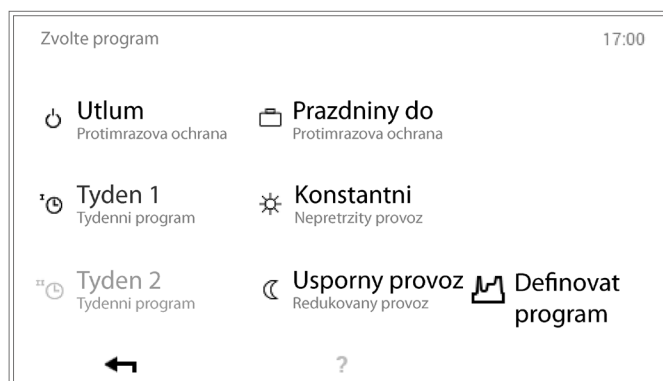 Zvolte program 17:00
Utlum
Protimrazova ochrana
Prazdniny do
Protimrazova ochrana
I Tyden 1
Tydenni program
Konstantni
Nepretrzity provoz
II Tyden 2
Tydenni program
Usporny provoz
Redukovany provoz
Definovat
program
?